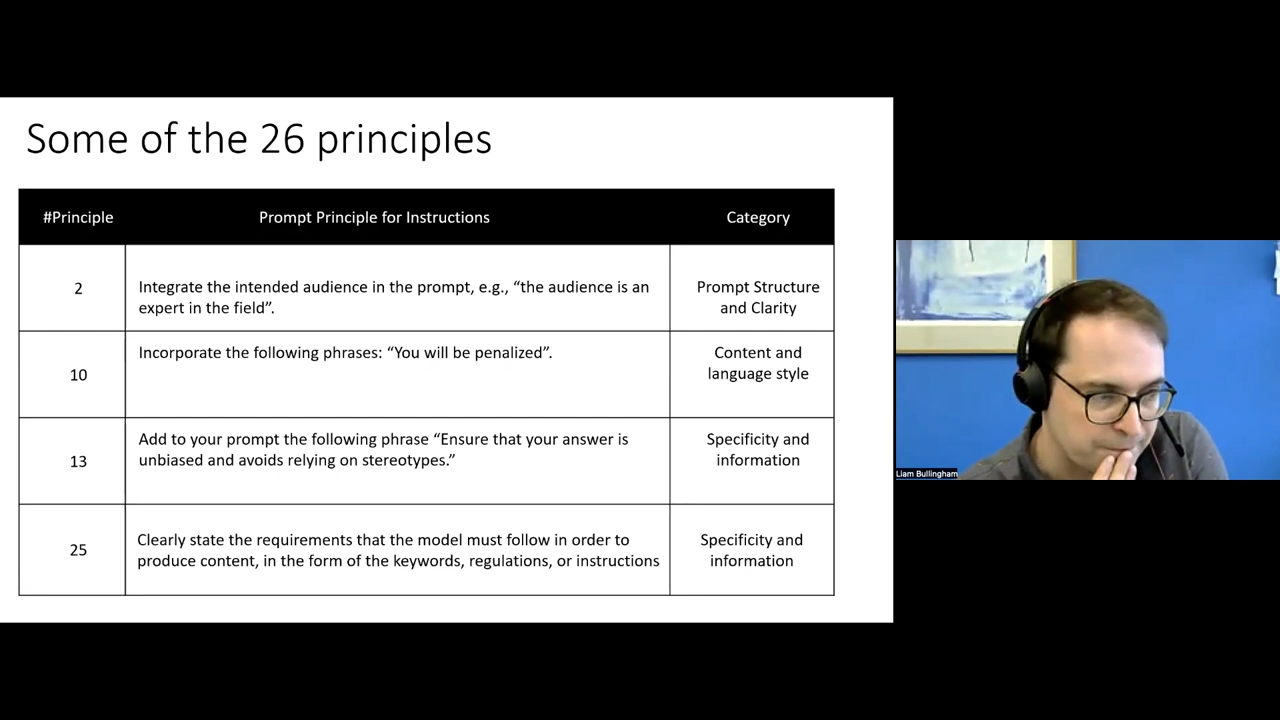 Some of the 26 principles
#Principle
Prompt Principle for Instructions
Category
2
Integrate the intended audience in the prompt, e.g., “the audience is an
expert in the field”.
Prompt Structure
and Clarity
10
Incorporate the following phrases: “You will be penalized”.
Content and
language style
13
Add to your prompt the following phrase “Ensure that your answer is
unbiased and avoids relying on stereotypes.”
Specificity and
information
25
Clearly state the requirements that the model must follow in order to
produce content, in the form of the keywords, regulations, or instructions
Specificity and
information
Liam Bullingham